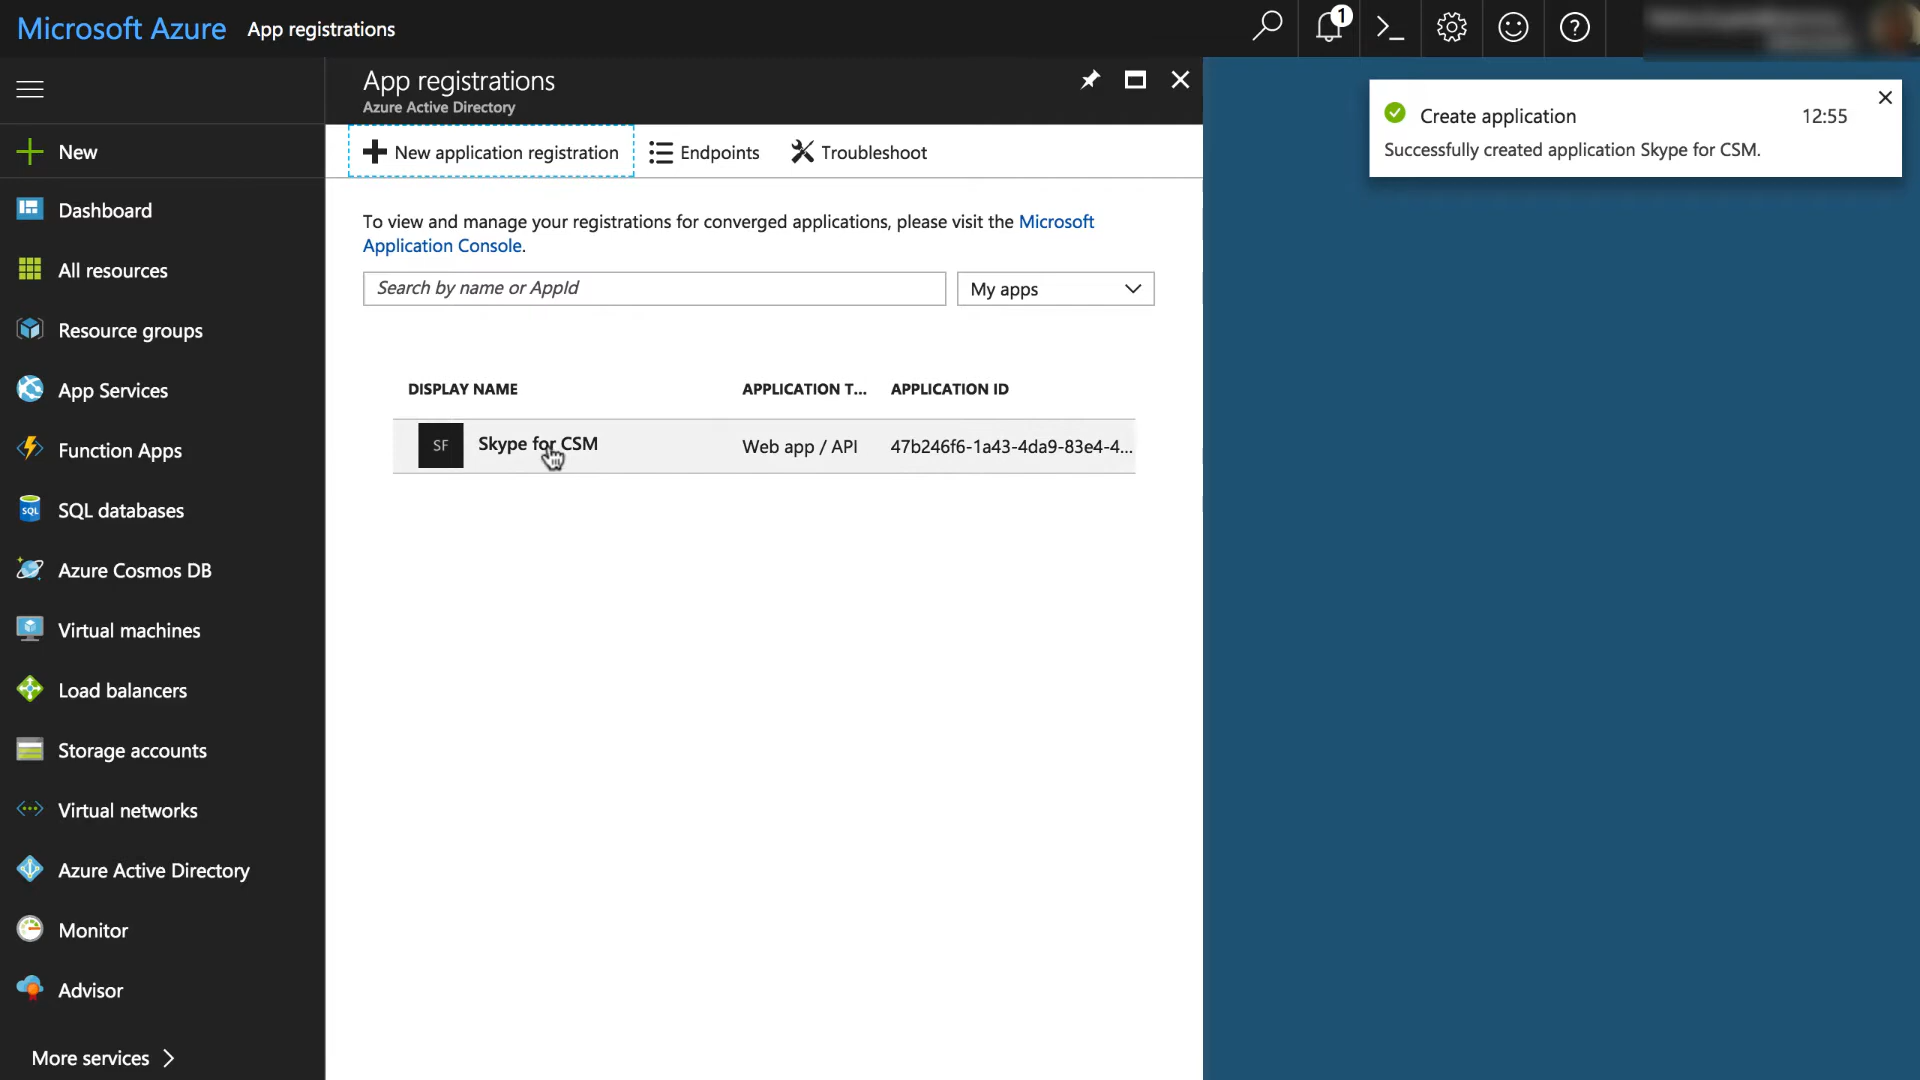 Microsoft Azure App registrations
1
App registrations
Azure Active Directory
Create application 12:55
Successfully created application Skype for CSM.
New
New application registration Endpoints Troubleshoot
Dashboard
All resources
Resource groups
App Services
Function Apps
SQL databases
SQL
Azure Cosmos DB
Virtual machines
Load balancers
Storage accounts
Virtual networks
Azure Active Directory
Monitor
Advisor
More services
To view and manage your registrations for converged applications, please visit the Microsoft
Application Console.
Search by name or AppId My apps
DISPLAY NAME APPLICATION T... APPLICATION ID
SF Skype for CSM Web app / API 47b246f6-1a43-4da9-83e4-4...